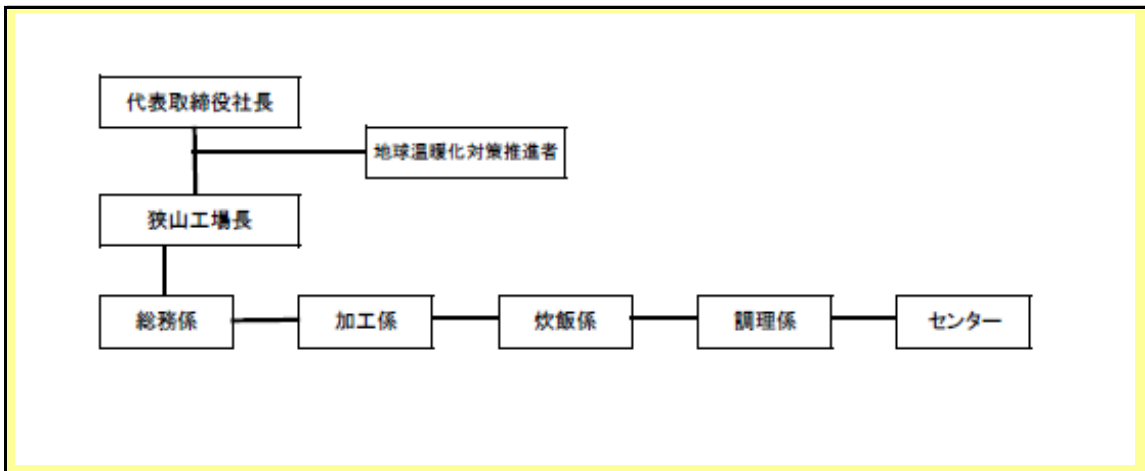 代表取締役社長
地球温暖化対策推進者
狭山工場長
総務係
加工係
炊飯係
調理係
センター